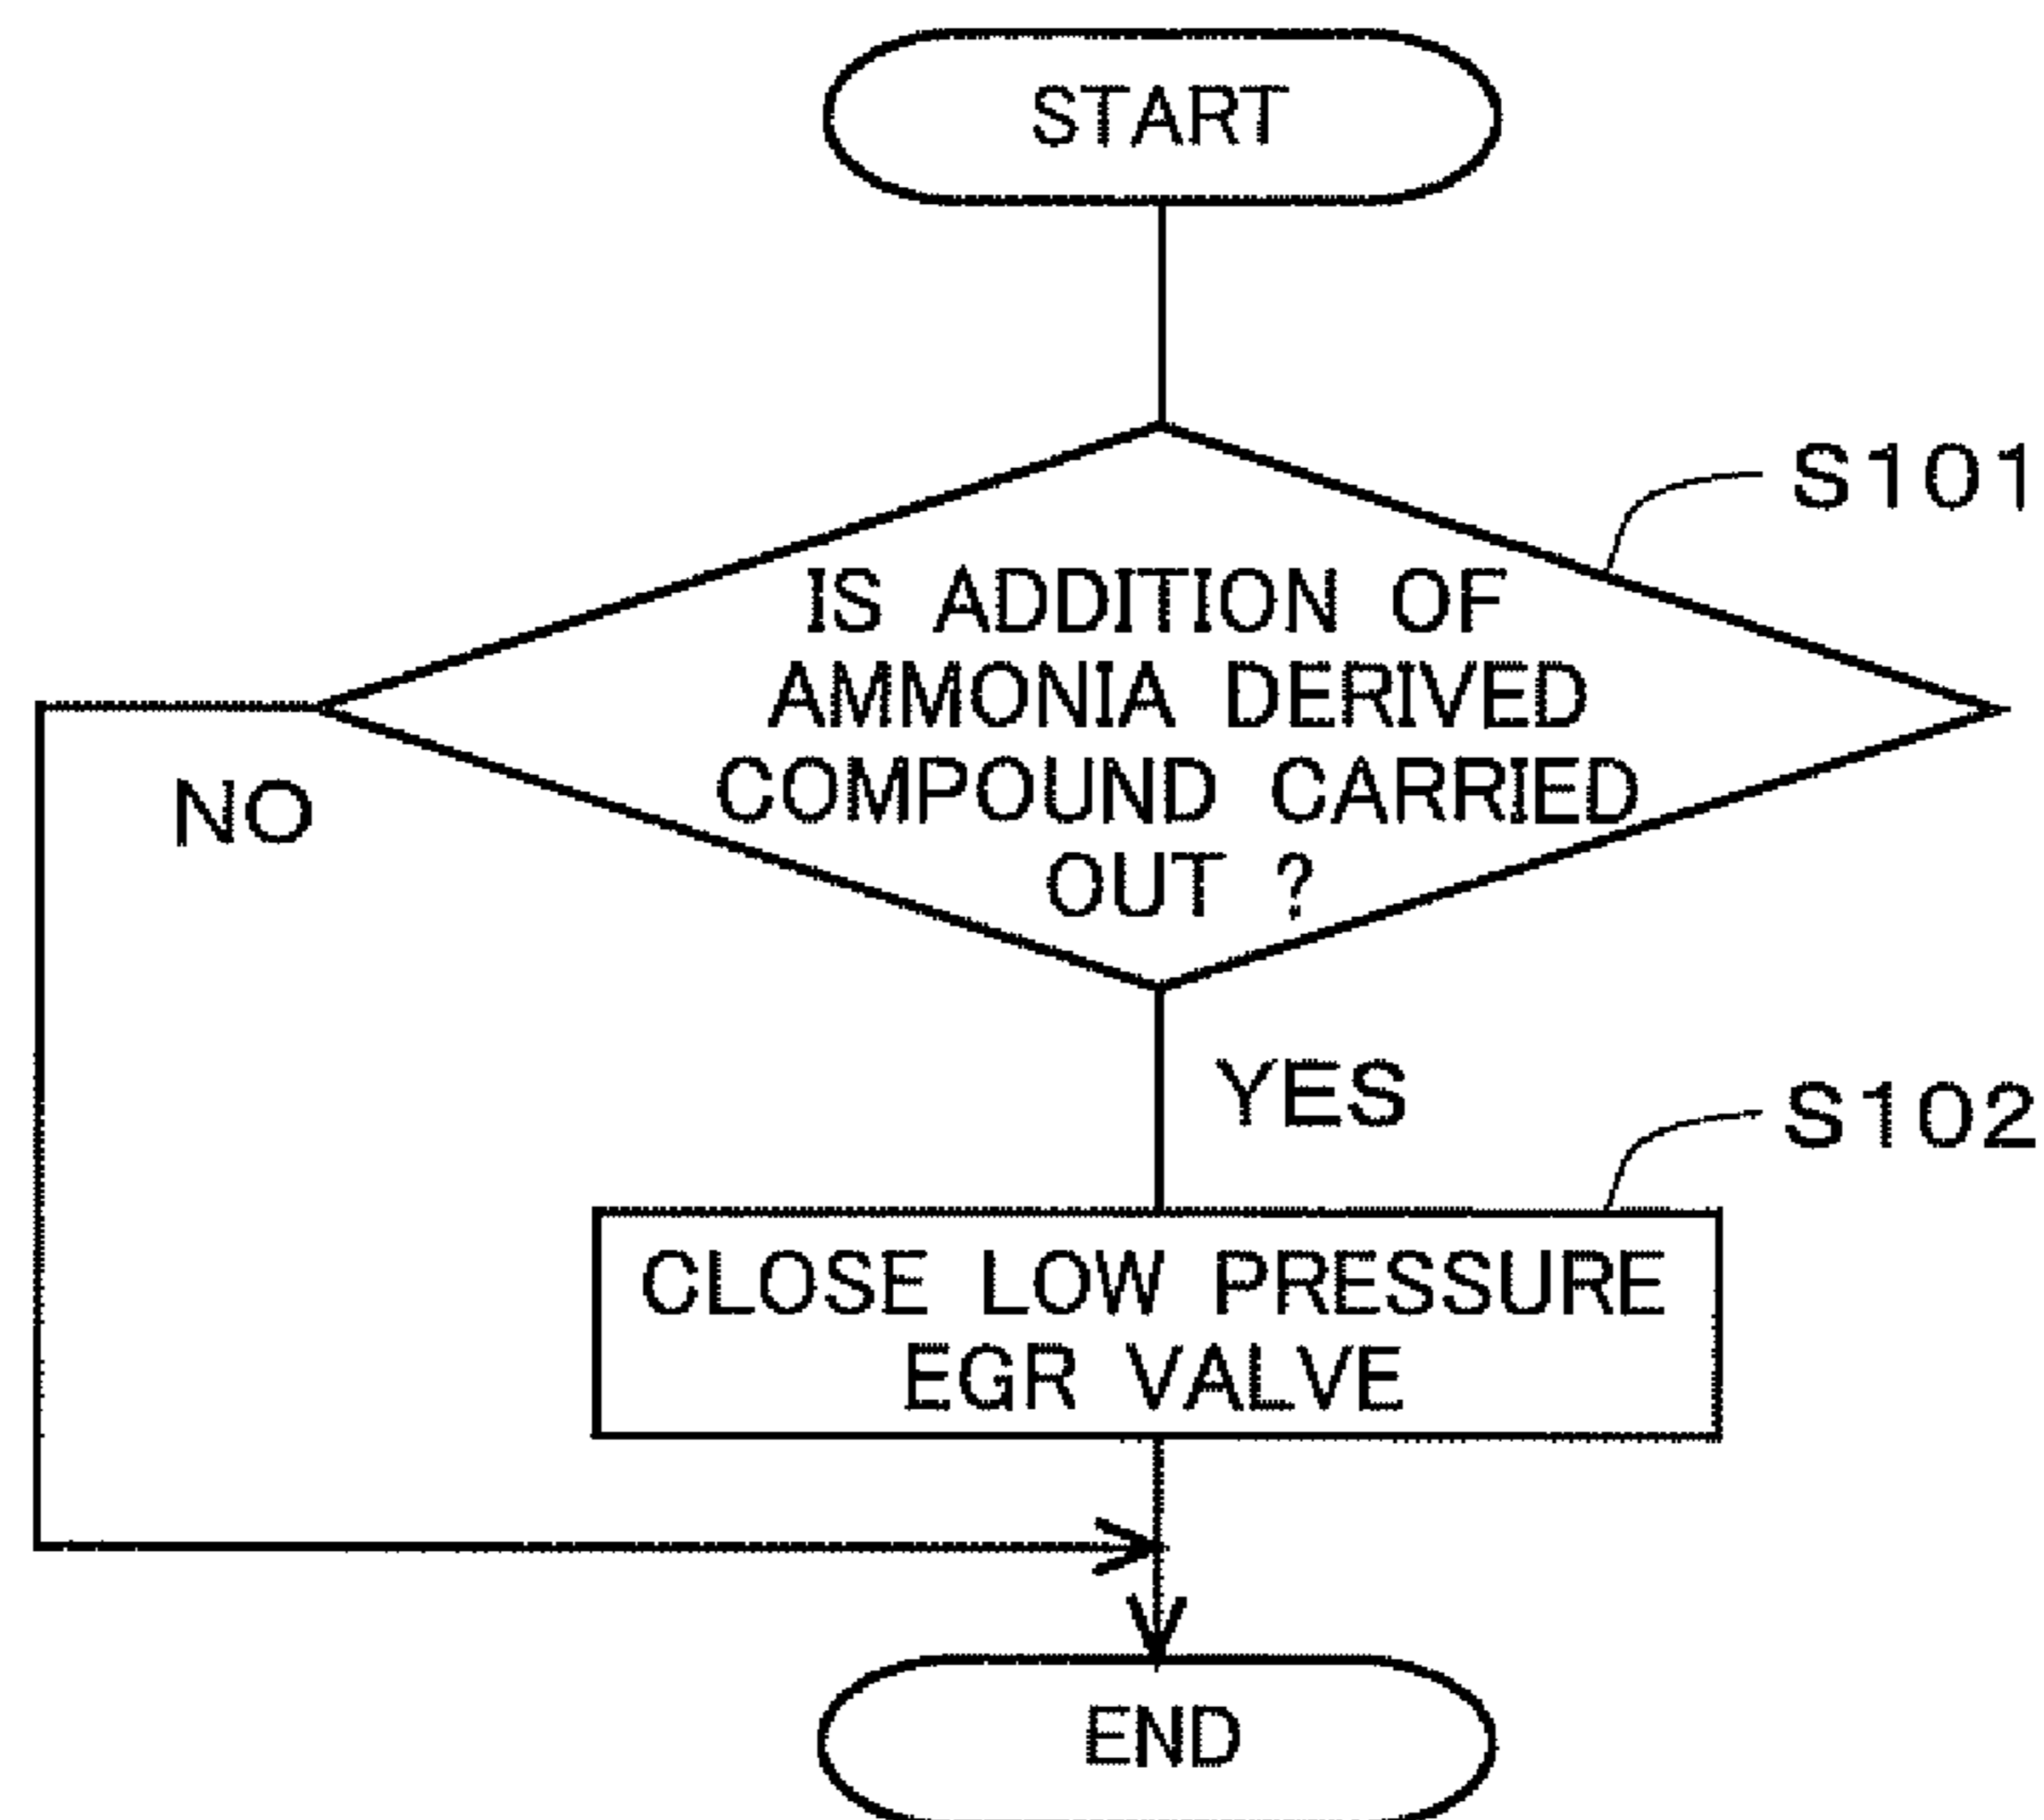 START
S101
IS ADDITION OF
AMMONIA DERIVED
COMPOUND CARRIED
OUT ?
NO
YES
S102
CLOSE LOW PRESSURE
EGR VALVE
END